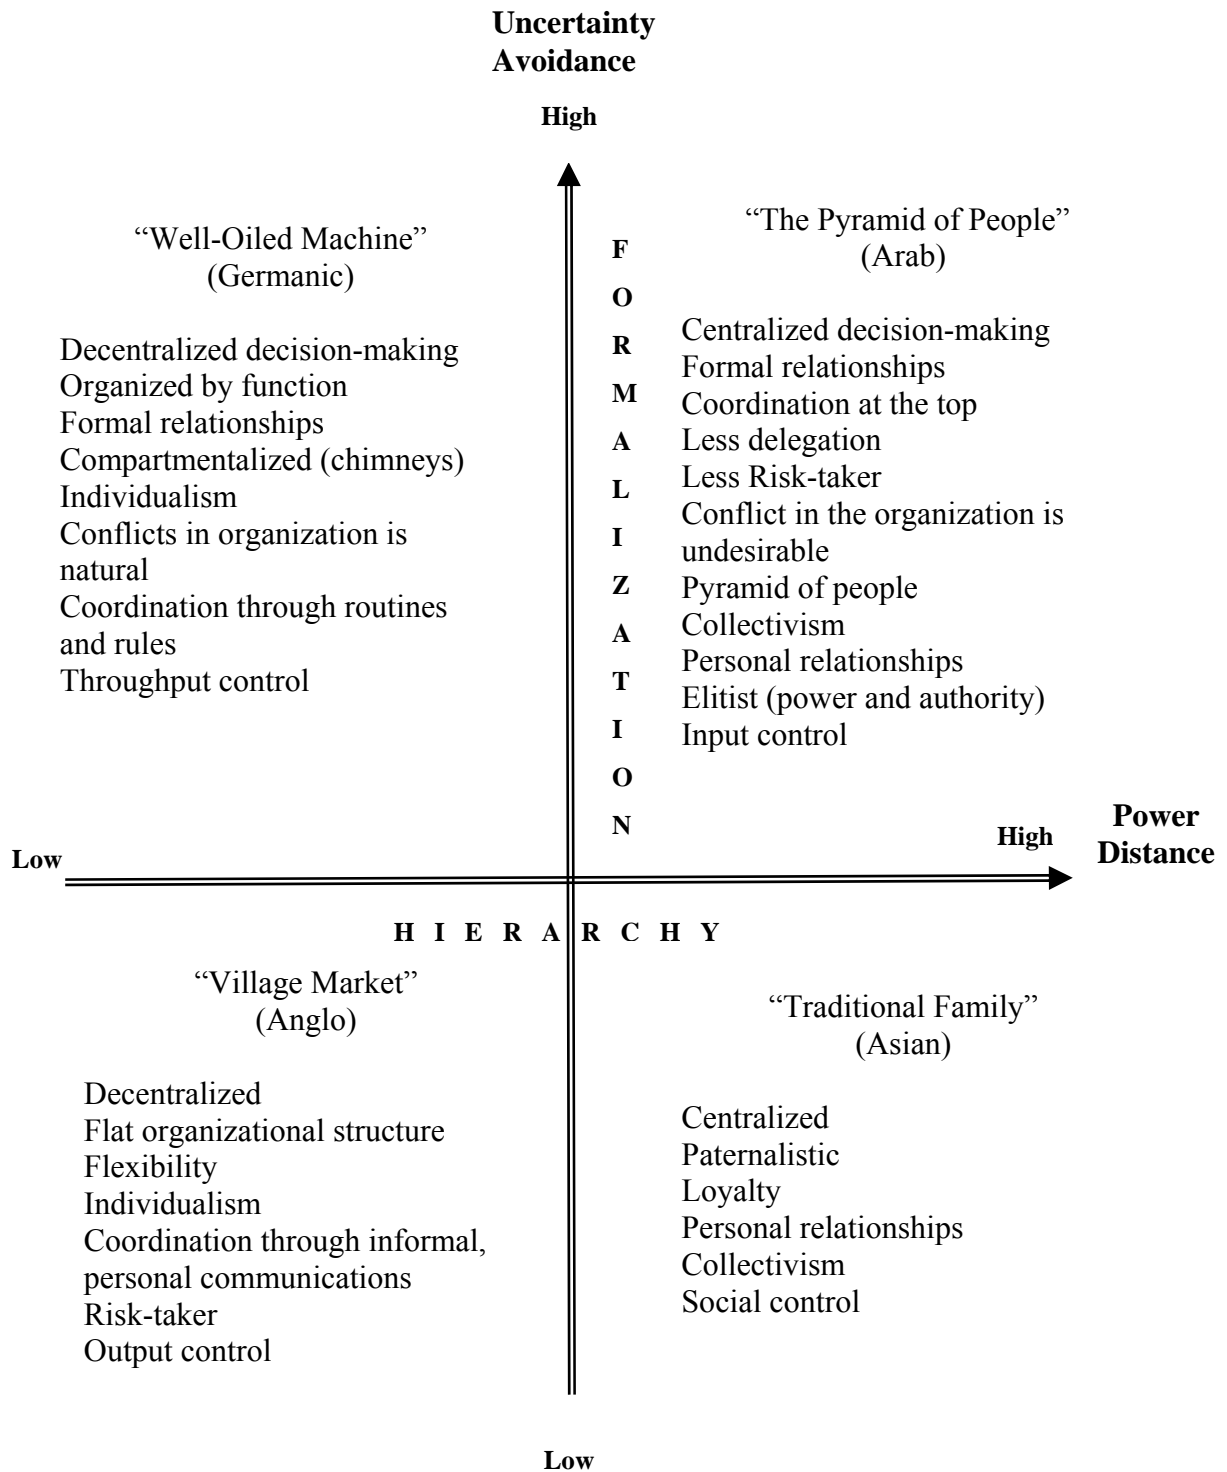 Uncertainty
Avoidance
High
“Well-Oiled Machine”
(Germanic)
Decentralized decision-making
Organized by function
Formal relationships
Compartmentalized (chimneys)
Individualism
Conflicts in organization is
natural
Coordination through routines
and rules
Throughput control
F
O
R
M
A
L
I
Z
A
T
I
O
N
“The Pyramid of People”
(Arab)
Centralized decision-making
Formal relationships
Coordination at the top
Less delegation
Less Risk-taker
Conflict in the organization is
undesirable
Pyramid of people
Collectivism
Personal relationships
Elitist (power and authority)
Input control
Low
High
Power
Distance
H I E R A R C H Y
“Village Market”
(Anglo)
Decentralized
Flat organizational structure
Flexibility
Individualism
Coordination through informal,
personal communications
Risk-taker
Output control
“Traditional Family”
(Asian)
Centralized
Paternalistic
Loyalty
Personal relationships
Collectivism
Social control
Low